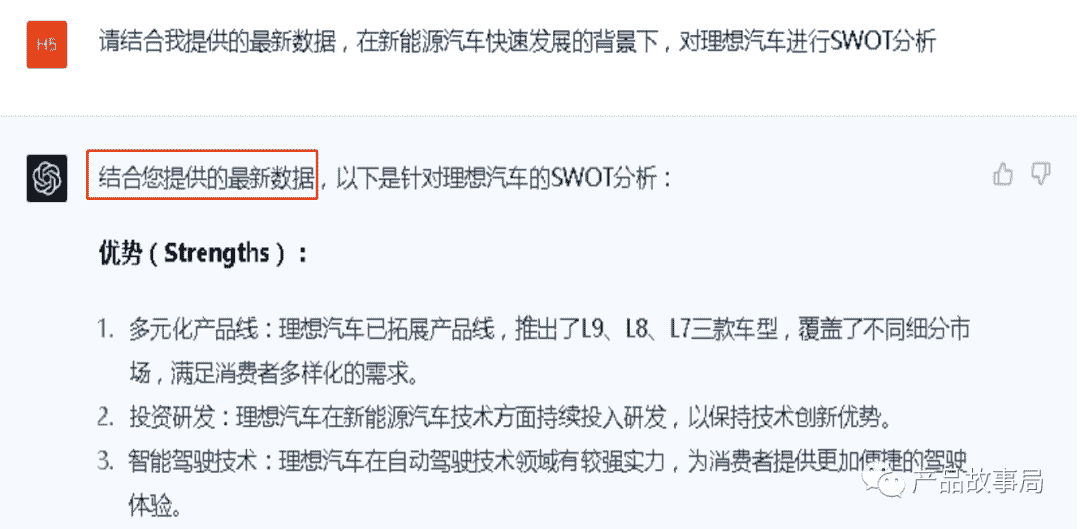 H5
请结合我提供的最新数据，在新能源汽车快速发展的背景下，对理想汽车进行SWOT分析
结合您提供的最新数据，以下是针对理想汽车的SWOT分析：
优势（Strengths）：
1. 多元化产品线：理想汽车已拓展产品线，推出了L9、L8、L7三款车型，覆盖了不同细分市
场，满足消费者多样化的需求。
2. 投资研发：理想汽车在新能源汽车技术方面持续投入研发，以保持技术创新优势。
3. 智能驾驶技术：理想汽车在自动驾驶技术领域有较强实力，为消费者提供更加便捷的驾驶
体验。
产品故事局